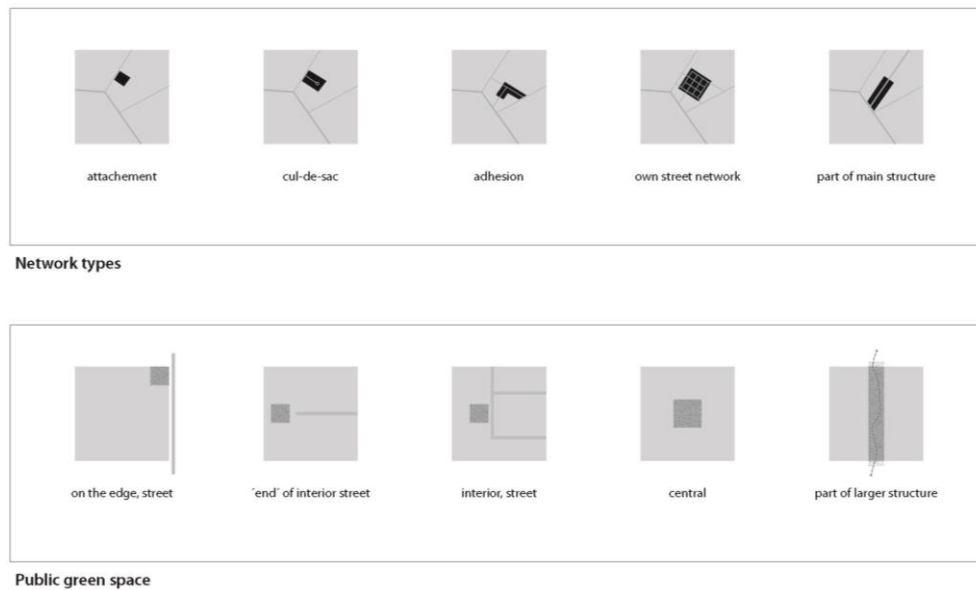 attachement
cul-de-sac
adhesion
own street network
part of main structure
Network types
on the edge, street
´end´ of interior street
interior, street
central
part of larger structure
Public green space